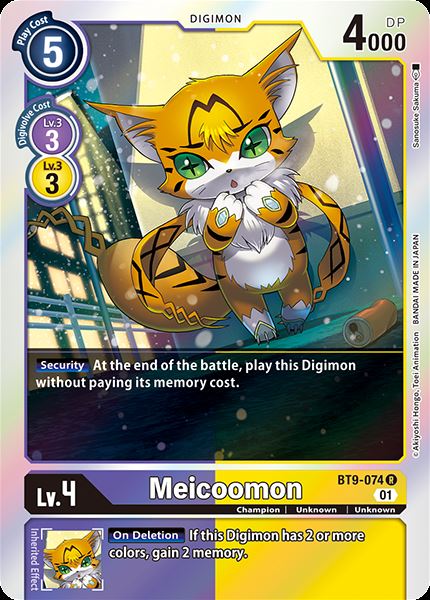 DIGIMON
Play Cost
5
DP
4000
Digivolve Cost
Lv.3
3
Lv.3
3
Sanosuke Sakuma
©Akiyoshi Hongo, Toei Animation BANDAI MADE IN JAPAN
Security At the end of the battle, play this Digimon
without paying its memory cost.
Lv.4
Meicoomon
BT9-074 R
01
Champion | Unknown | Unknown
Inherited Effect
On Deletion If this Digimon has 2 or more
colors, gain 2 memory.